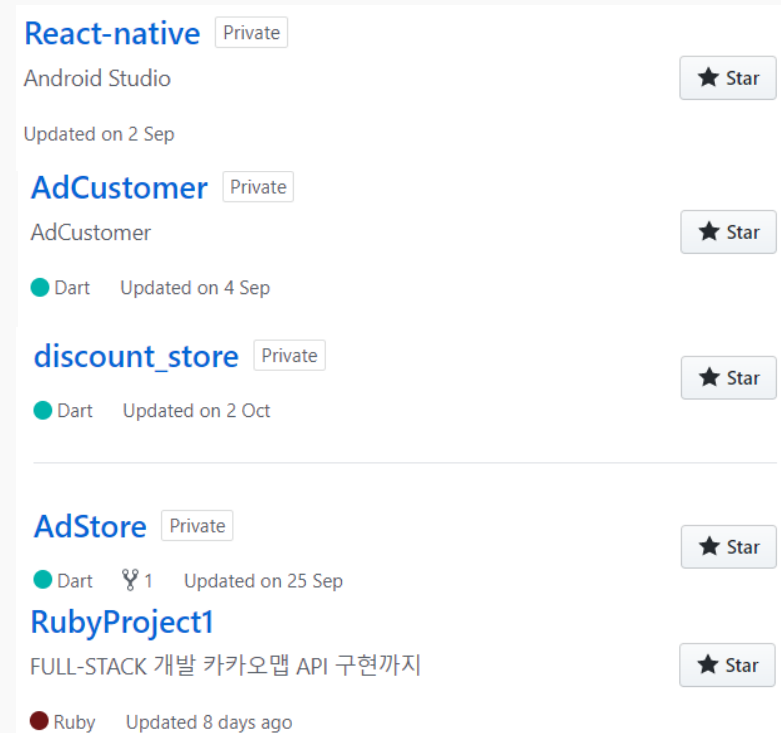 React-native Private
Android Studio
Star
Updated on 2 Sep
AdCustomer Private
AdCustomer
Star
Dart Updated on 4 Sep
discount_store Private
Star
Dart Updated on 2 Oct
AdStore Private
Star
Dart 1 Updated on 25 Sep
RubyProject1
FULL-STACK 개발 카카오맵 API 구현까지
Star
Ruby Updated 8 days ago